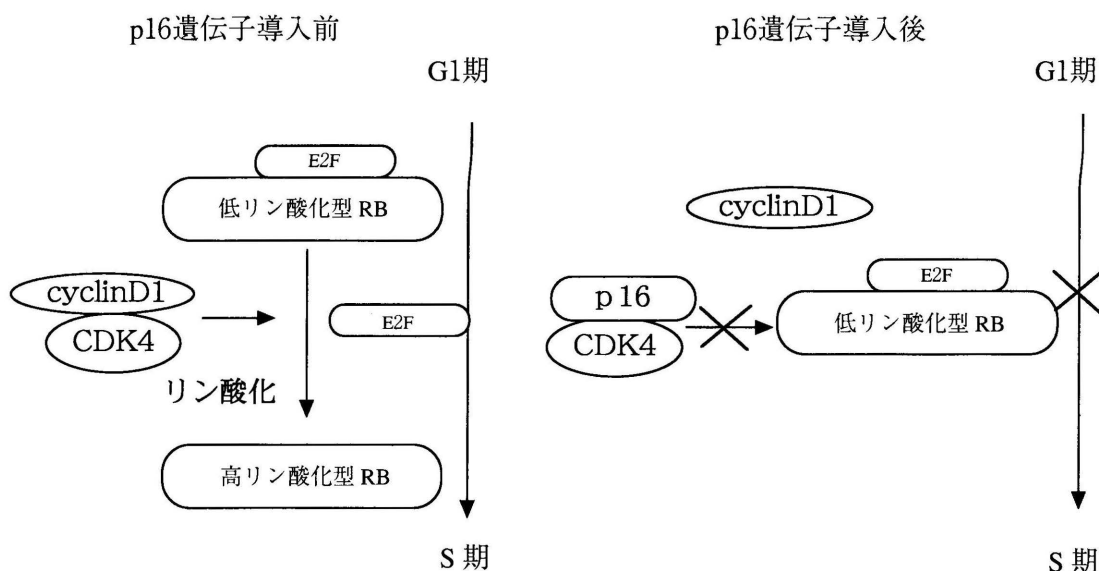 p16遺伝子導入前
G1期
E2F
低リン酸化型 RB
cyclinD1
CDK4
E2F
リン酸化
高リン酸化型 RB
S 期
p16遺伝子導入後
G1期
cyclinD1
E2F
p 16
低リン酸化型 RB
CDK4
S 期